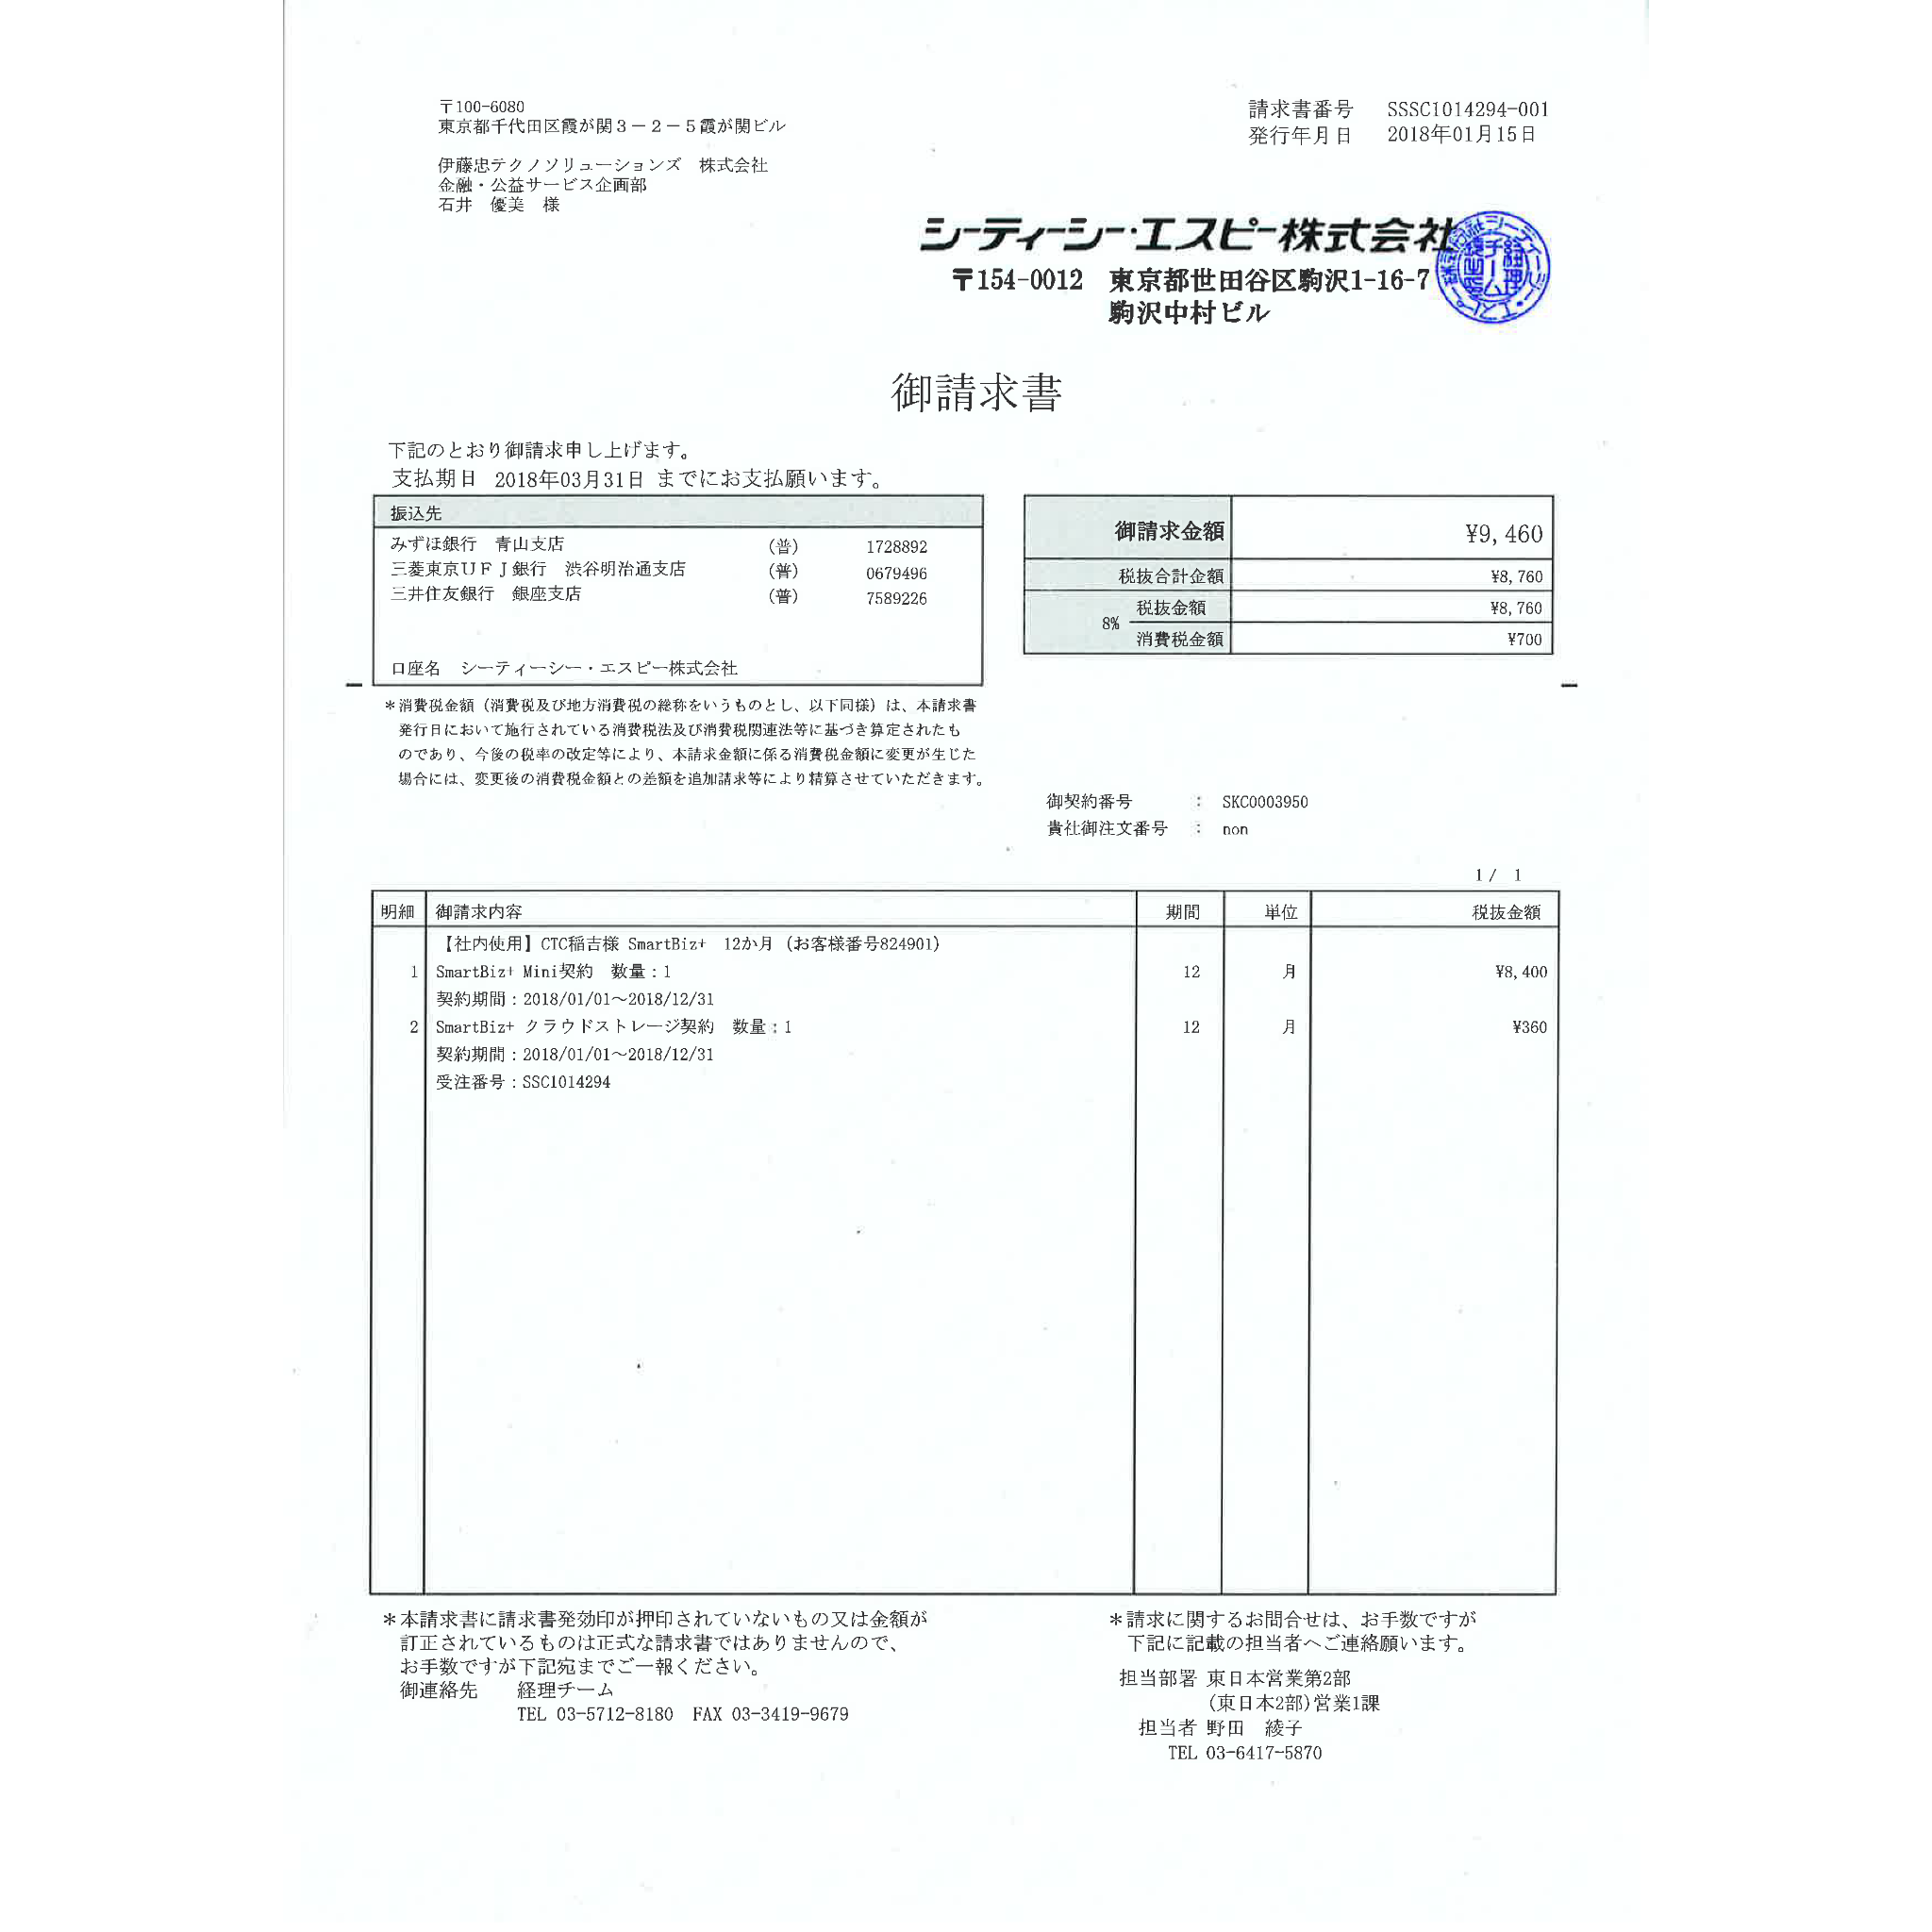 〒100-6080
東京都千代田区霞が関３－２－５霞が関ビル
伊藤忠テクノソリューションズ　株式会社
金融・公益サービス企画部
石井　優美　様
請求書番号　SSSC1014294-001
発行年月日　2018年01月15日
シーティーシー・エスピー株式会社
〒154-0012　東京都世田谷区駒沢1-16-7
駒沢中村ビル
御請求書
下記のとおり御請求申し上げます。
支払期日　2018年03月31日 までにお支払願います。
振込先
みずほ銀行　青山支店　(普)　1728892
三菱東京ＵＦＪ銀行　渋谷明治通支店　(普)　0679496
三井住友銀行　銀座支店　(普)　7589226
口座名　シーティーシー・エスピー株式会社
御請求金額　¥9,460
税抜合計金額　¥8,760
8%　税抜金額　¥8,760
消費税金額　¥700
＊消費税金額（消費税及び地方消費税の総称をいうものとし、以下同様）は、本請求書
発行日において施行されている消費税法及び消費税関連法等に基づき算定されたも
のであり、今後の税率の改定等により、本請求金額に係る消費税金額に変更が生じた
場合には、変更後の消費税金額との差額を追加請求等により精算させていただきます。
御契約番号　：　SKC0003950
貴社御注文番号　：　non
1 /　1
明細　御請求内容　期間　単位　税抜金額
【社内使用】CTC稲吉様 SmartBiz+　12か月（お客様番号824901）
1　SmartBiz+ Mini契約　数量：1　12　月　¥8,400
契約期間：2018/01/01～2018/12/31
2　SmartBiz+ クラウドストレージ契約　数量：1　12　月　¥360
契約期間：2018/01/01～2018/12/31
受注番号：SSC1014294
＊本請求書に請求書発効印が押印されていないもの又は金額が
訂正されているものは正式な請求書ではありませんので、
お手数ですが下記宛までご一報ください。
御連絡先　経理チーム
TEL 03-5712-8180　FAX 03-3419-9679
＊請求に関するお問合せは、お手数ですが
下記に記載の担当者へご連絡願います。
担当部署 東日本営業第2部
(東日本2部)営業1課
担当者 野田　綾子
TEL 03-6417-5870